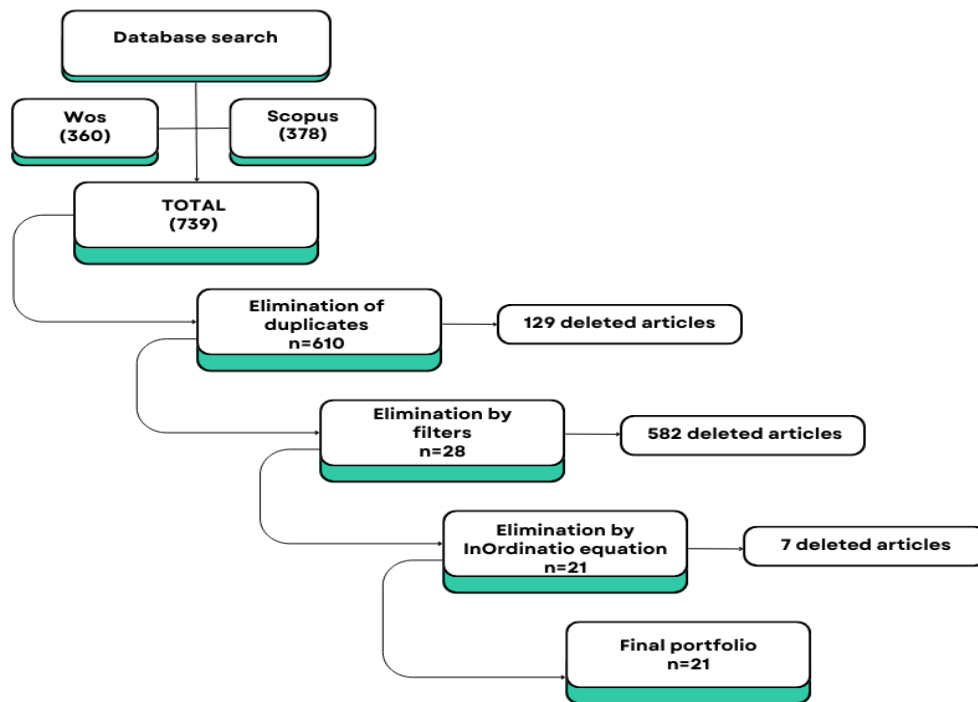 Database search
Wos
(360)
Scopus
(378)
TOTAL
(739)
Elimination of
duplicates
n=610
129 deleted articles
Elimination by
filters
n=28
582 deleted articles
Elimination by
InOrdinatio equation
n=21
7 deleted articles
Final portfolio
n=21